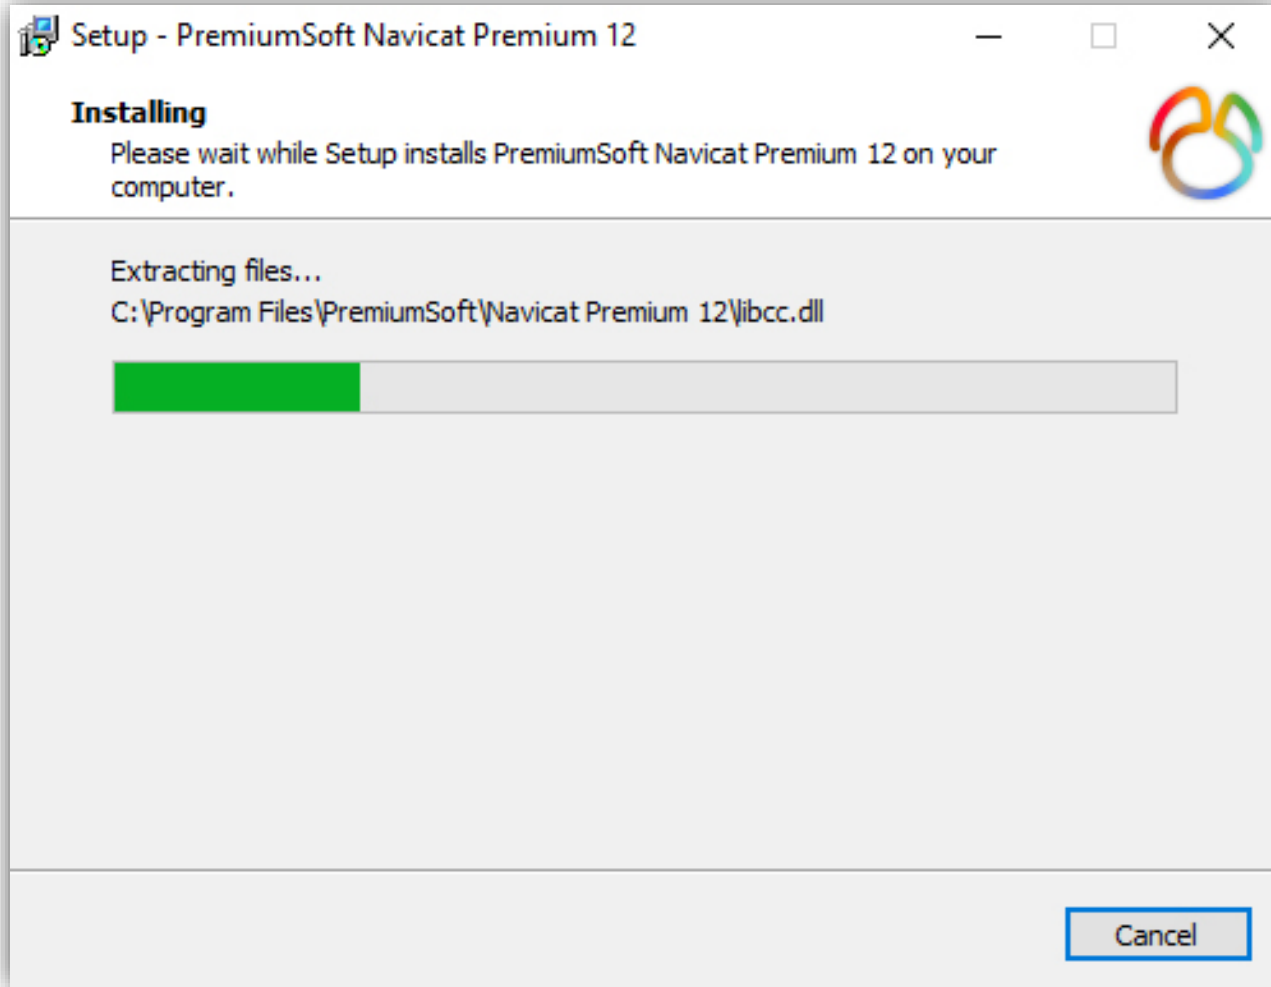 Setup - PremiumSoft Navicat Premium 12
Installing
Please wait while Setup installs PremiumSoft Navicat Premium 12 on your
computer.
Extracting files...
C:\Program Files\PremiumSoft\Navicat Premium 12\libcc.dll
Cancel